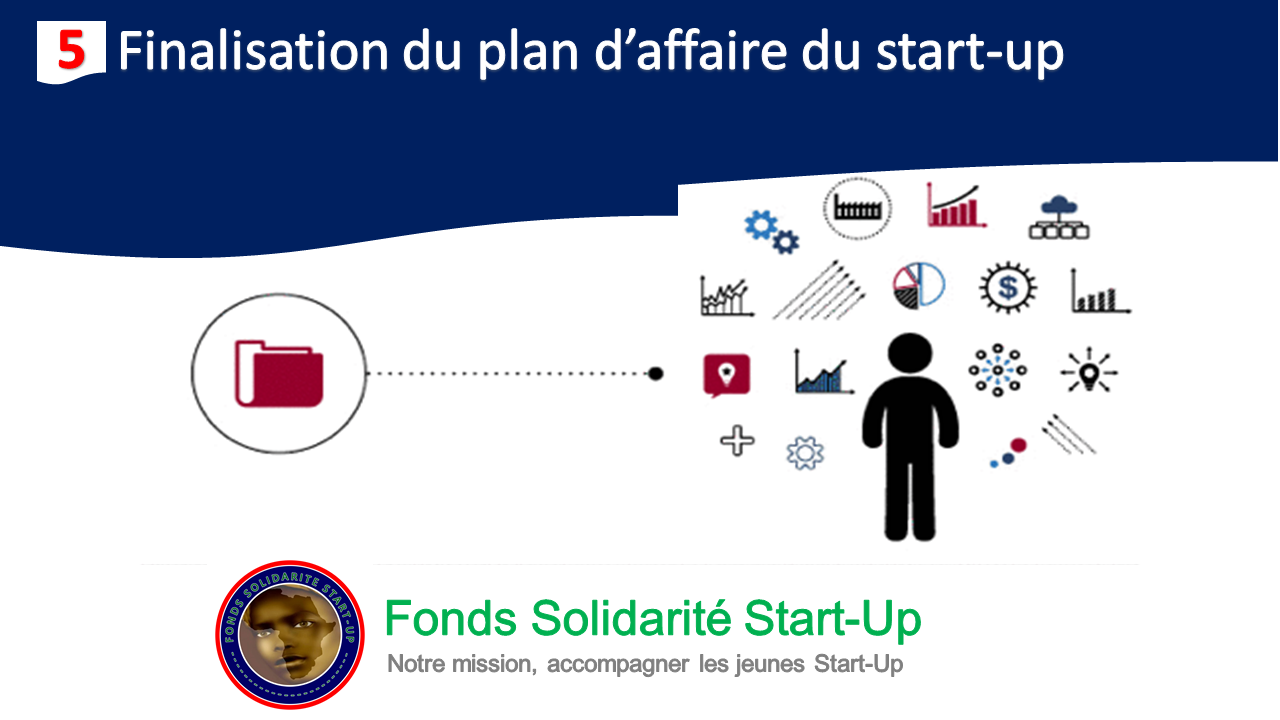 5 Finalisation du plan d’affaire du start-up
$
FONDS SOLIDARITE START-UP
Fonds Solidarité Start-Up
Notre mission, accompagner les jeunes Start-Up